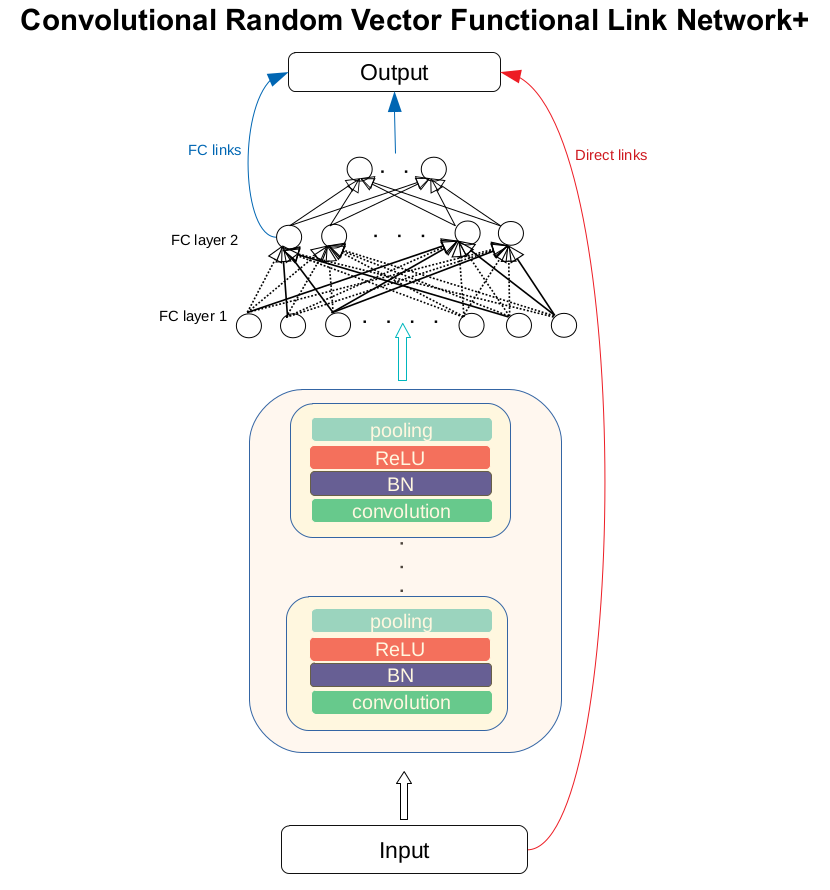 Convolutional Random Vector Functional Link Network+
Output
FC links
Direct links
FC layer 2
FC layer 1
pooling
ReLU
BN
convolution
pooling
ReLU
BN
convolution
Input